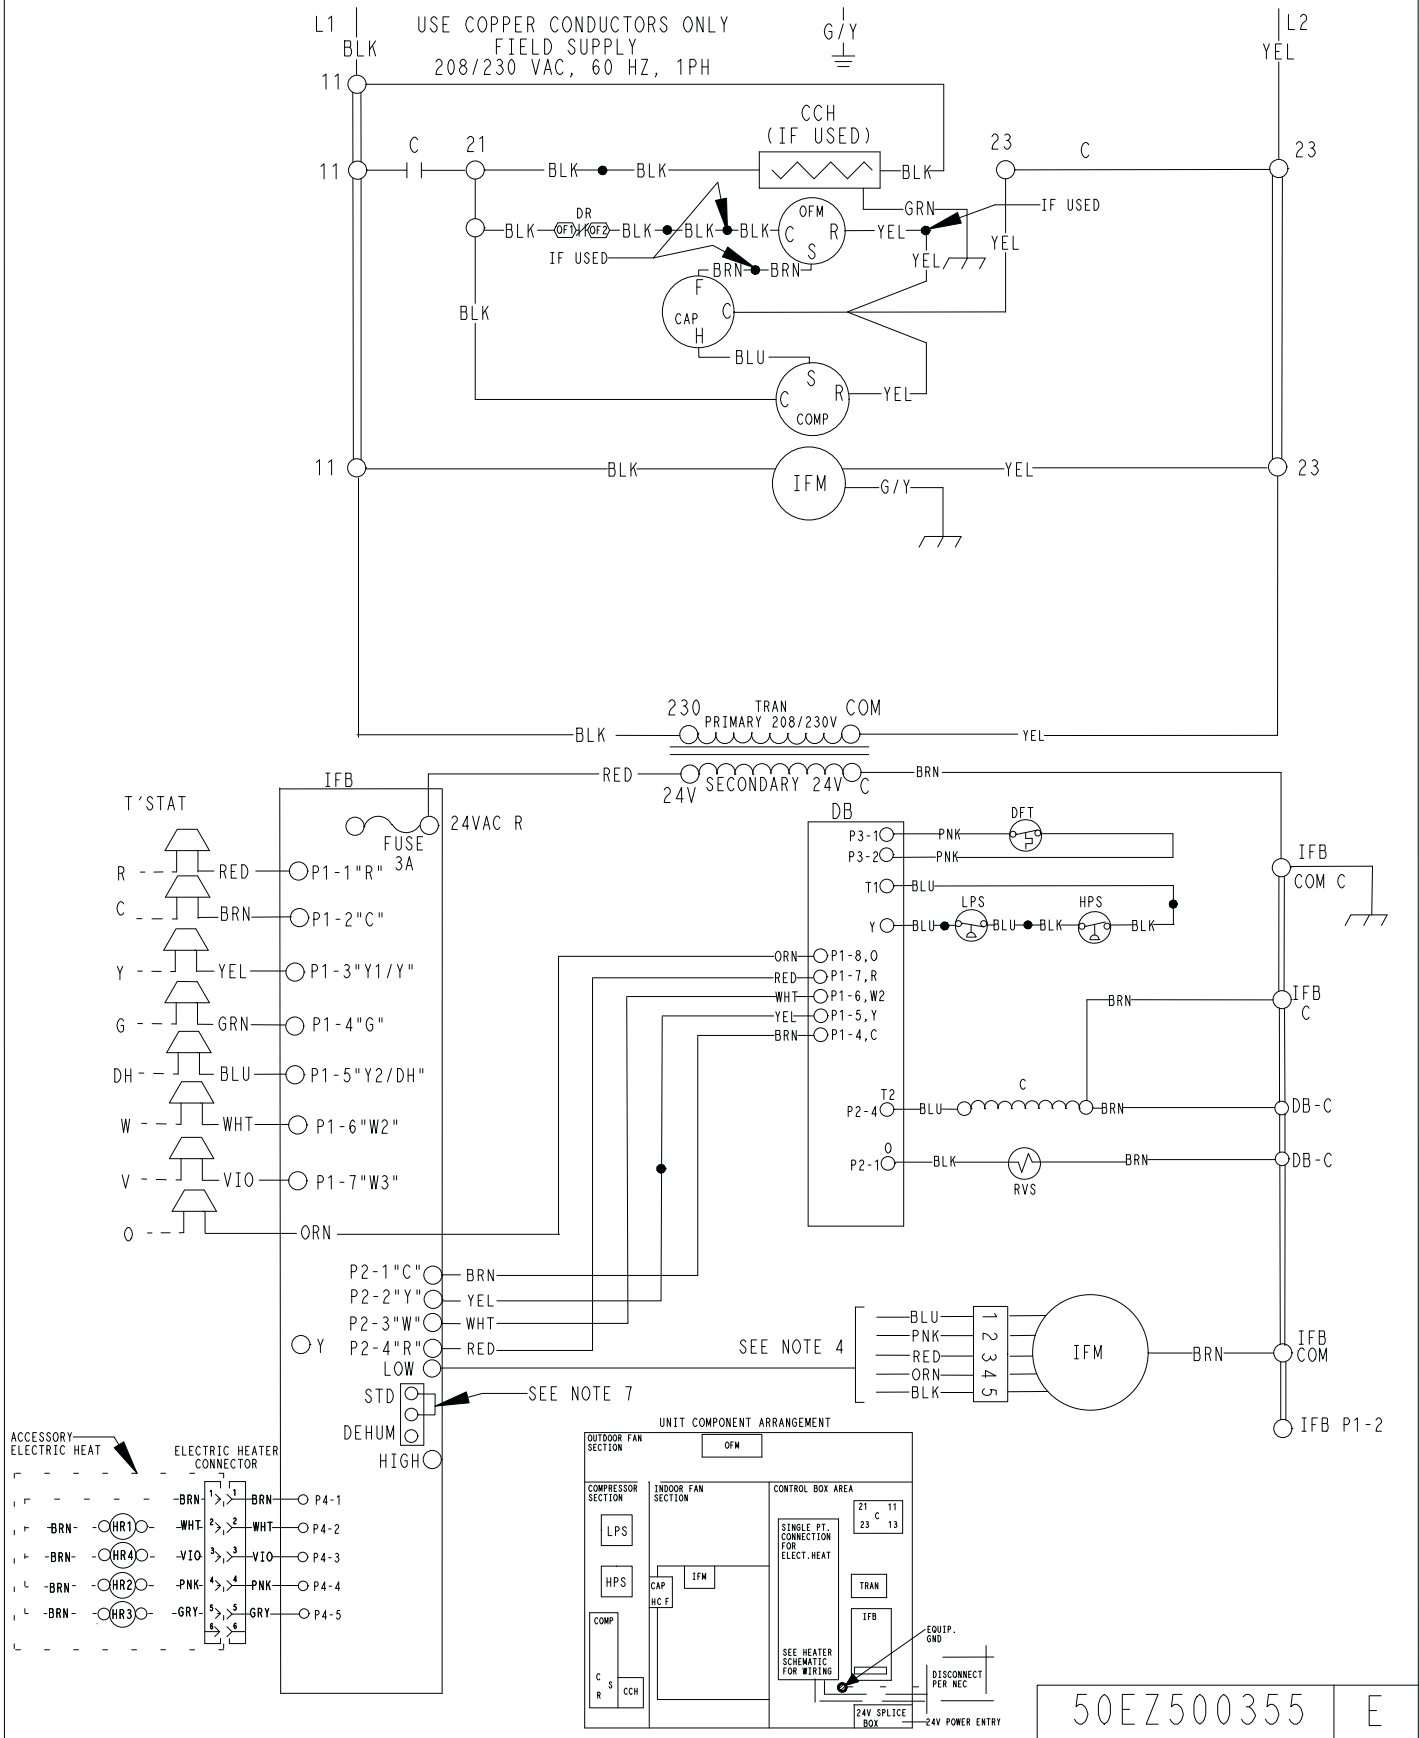 L1
USE COPPER CONDUCTORS ONLY
FIELD SUPPLY
208/230 VAC, 60 HZ, 1PH
G/Y
L2
BLK
YEL
11
CCH
(IF USED)
C
21
23
C
23
11
BLK
BLK
BLK
GRN
IF USED
DR
OFM
BLK
OF1
OF2
BLK
BLK
BLK
C
R
S
YEL
YEL
YEL
IF USED
BRN
BRN
F
CAP
C
H
BLK
BLU
S
C
R
COMP
YEL
11
BLK
IFM
YEL
23
G/Y
230
TRAN
COM
PRIMARY 208/230V
BLK
YEL
RED
SECONDARY 24V
BRN
24V
C
IFB
T'STAT
24VAC R
FUSE
3A
DB
R
RED
P1-1"R"
C
BRN
P1-2"C"
Y
YEL
P1-3"Y1/Y"
G
GRN
P1-4"G"
DH
BLU
P1-5"Y2/DH"
W
WHT
P1-6"W2"
V
VIO
P1-7"W3"
O
ORN
P3-1
PNK
DFT
P3-2
PNK
T1
BLU
LPS
HPS
Y
BLU
BLU
BLK
BLK
IFB
COM C
ORN
P1-8,O
RED
P1-7,R
WHT
P1-6,W2
YEL
P1-5,Y
BRN
P1-4,C
BRN
IFB
C
T2
P2-4
BLU
C
BRN
DB-C
O
P2-1
BLK
RVS
BRN
DB-C
P2-1"C"
BRN
P2-2"Y"
YEL
P2-3"W"
WHT
Y
P2-4"R"
RED
LOW
STD
SEE NOTE 7
DEHUM
HIGH
SEE NOTE 4
BLU
PNK
RED
ORN
BLK
1
2
3
4
5
IFM
BRN
IFB
COM
IFB P1-2
ACCESSORY
ELECTRIC HEAT
ELECTRIC HEATER
CONNECTOR
BRN
1
1
BRN
P4-1
BRN
HR1
WHT
2
2
WHT
P4-2
BRN
HR4
VIO
3
3
VIO
P4-3
BRN
HR2
PNK
4
4
PNK
P4-4
BRN
HR3
GRY
5
5
GRY
P4-5
6
6
UNIT COMPONENT ARRANGEMENT
OUTDOOR FAN
SECTION
OFM
COMPRESSOR
SECTION
INDOOR FAN
SECTION
CONTROL BOX AREA
LPS
HPS
COMP
C
S
R
CCH
CAP
HC F
IFM
SINGLE PT.
CONNECTION
FOR
ELECT.HEAT
SEE HEATER
SCHEMATIC
FOR WIRING
21 11
C
23 13
TRAN
IFB
EQUIP.
GND
DISCONNECT
PER NEC
24V SPLICE
BOX
24V POWER ENTRY
50EZ500355
E